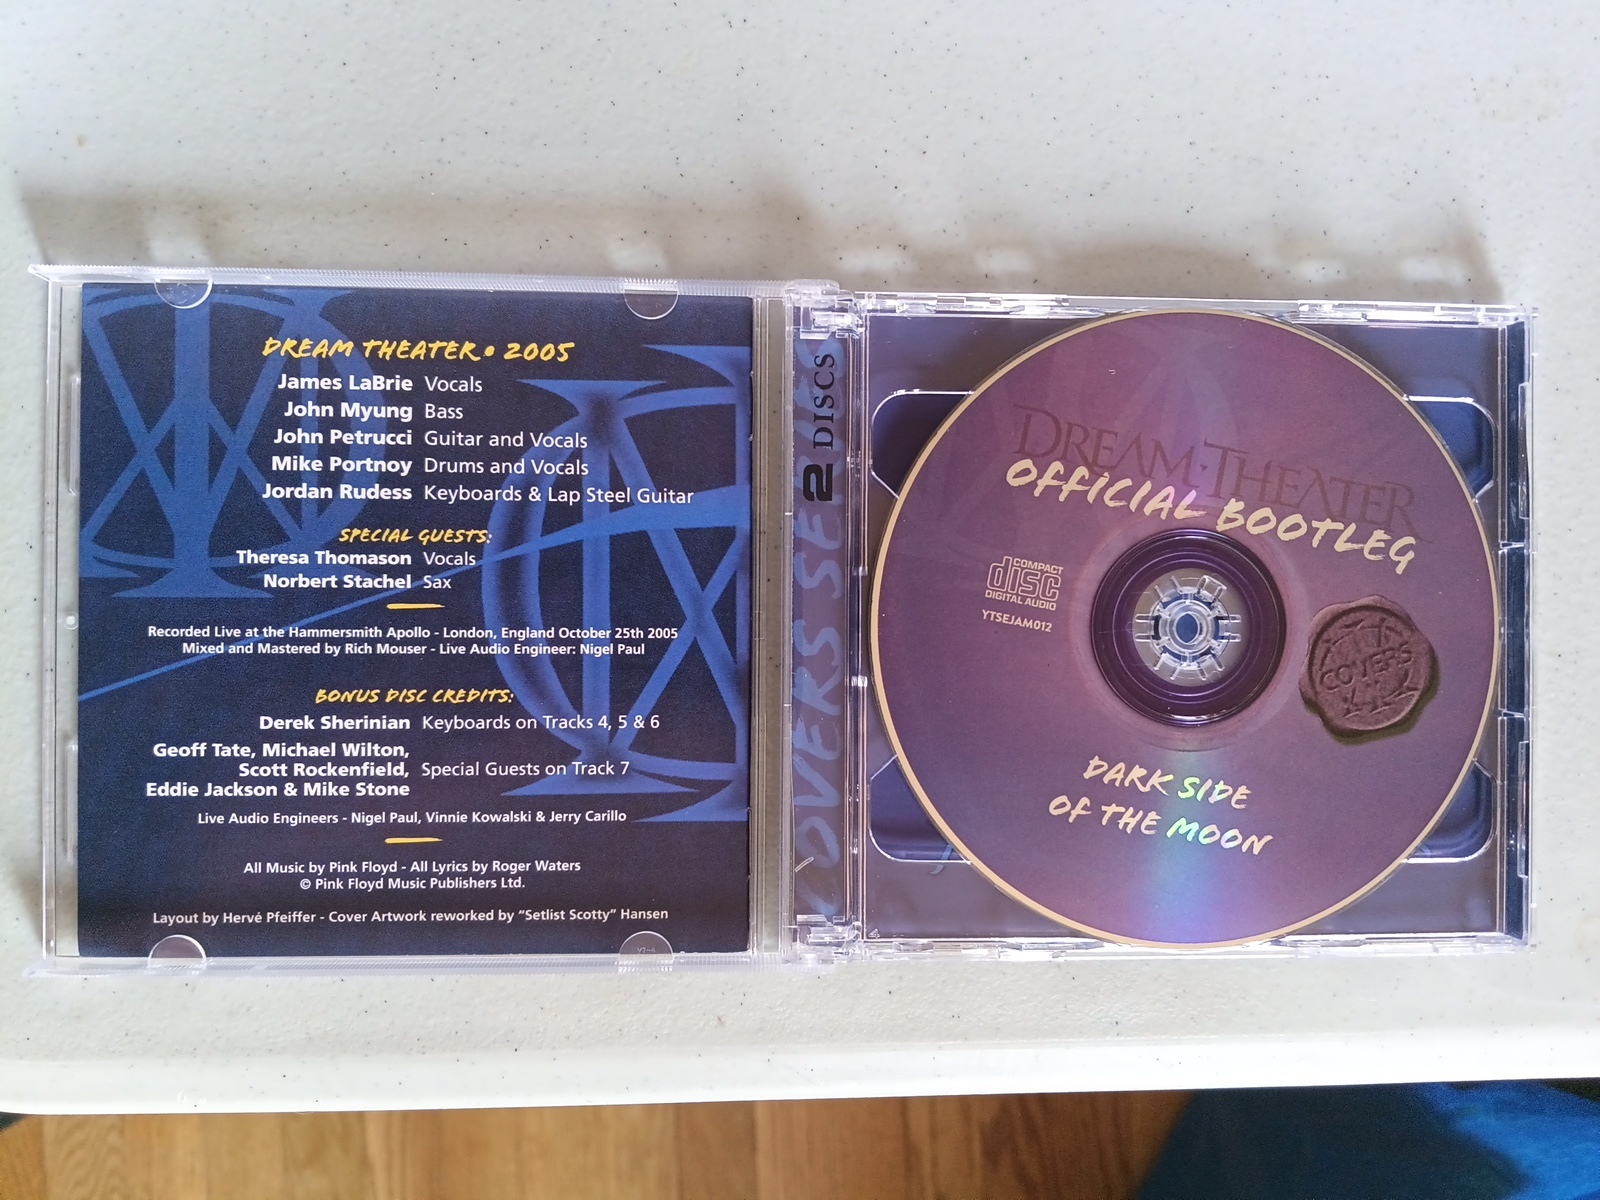 DREAM THEATER • 2005
James LaBrie Vocals
John Myung Bass
John Petrucci Guitar and Vocals
Mike Portnoy Drums and Vocals
Jordan Rudess Keyboards & Lap Steel Guitar
SPECIAL GUESTS:
Theresa Thomason Vocals
Norbert Stachel Sax
Recorded Live at the Hammersmith Apollo - London, England October 25th 2005
Mixed and Mastered by Rich Mouser - Live Audio Engineer: Nigel Paul
BONUS DISC CREDITS:
Derek Sherinian Keyboards on Tracks 4, 5 & 6
Geoff Tate, Michael Wilton,
Scott Rockenfield, Special Guests on Track 7
Eddie Jackson & Mike Stone
Live Audio Engineers - Nigel Paul, Vinnie Kowalski & Jerry Carillo
All Music by Pink Floyd - All Lyrics by Roger Waters
© Pink Floyd Music Publishers Ltd.
Layout by Hervé Pfeiffer - Cover Artwork reworked by “Setlist Scotty” Hansen
2 DISCS
COVERS SERIES
DREAM THEATER
OFFICIAL BOOTLEG
COMPACT
disc
DIGITAL AUDIO
YTSEJAM012
COVERS
DARK SIDE
OF THE MOON